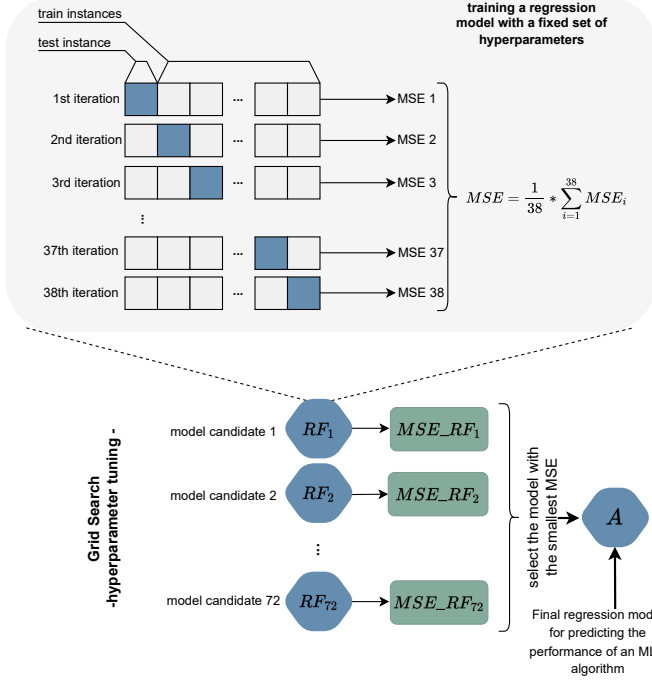 train instances
test instance
training a regression
model with a fixed set of
hyperparameters
1st iteration
...
MSE 1
2nd iteration
...
MSE 2
3rd iteration
...
MSE 3
...
37th iteration
...
MSE 37
38th iteration
...
MSE 38
MSE = 1/38 * ∑_{i=1}^{38} MSE_i
Grid Search
-hyperparameter tuning -
model candidate 1
RF_1
MSE_RF_1
model candidate 2
RF_2
MSE_RF_2
...
model candidate 72
RF_72
MSE_RF_72
select the model with
the smallest MSE
A
Final regression mod
for predicting the
performance of an ML
algorithm